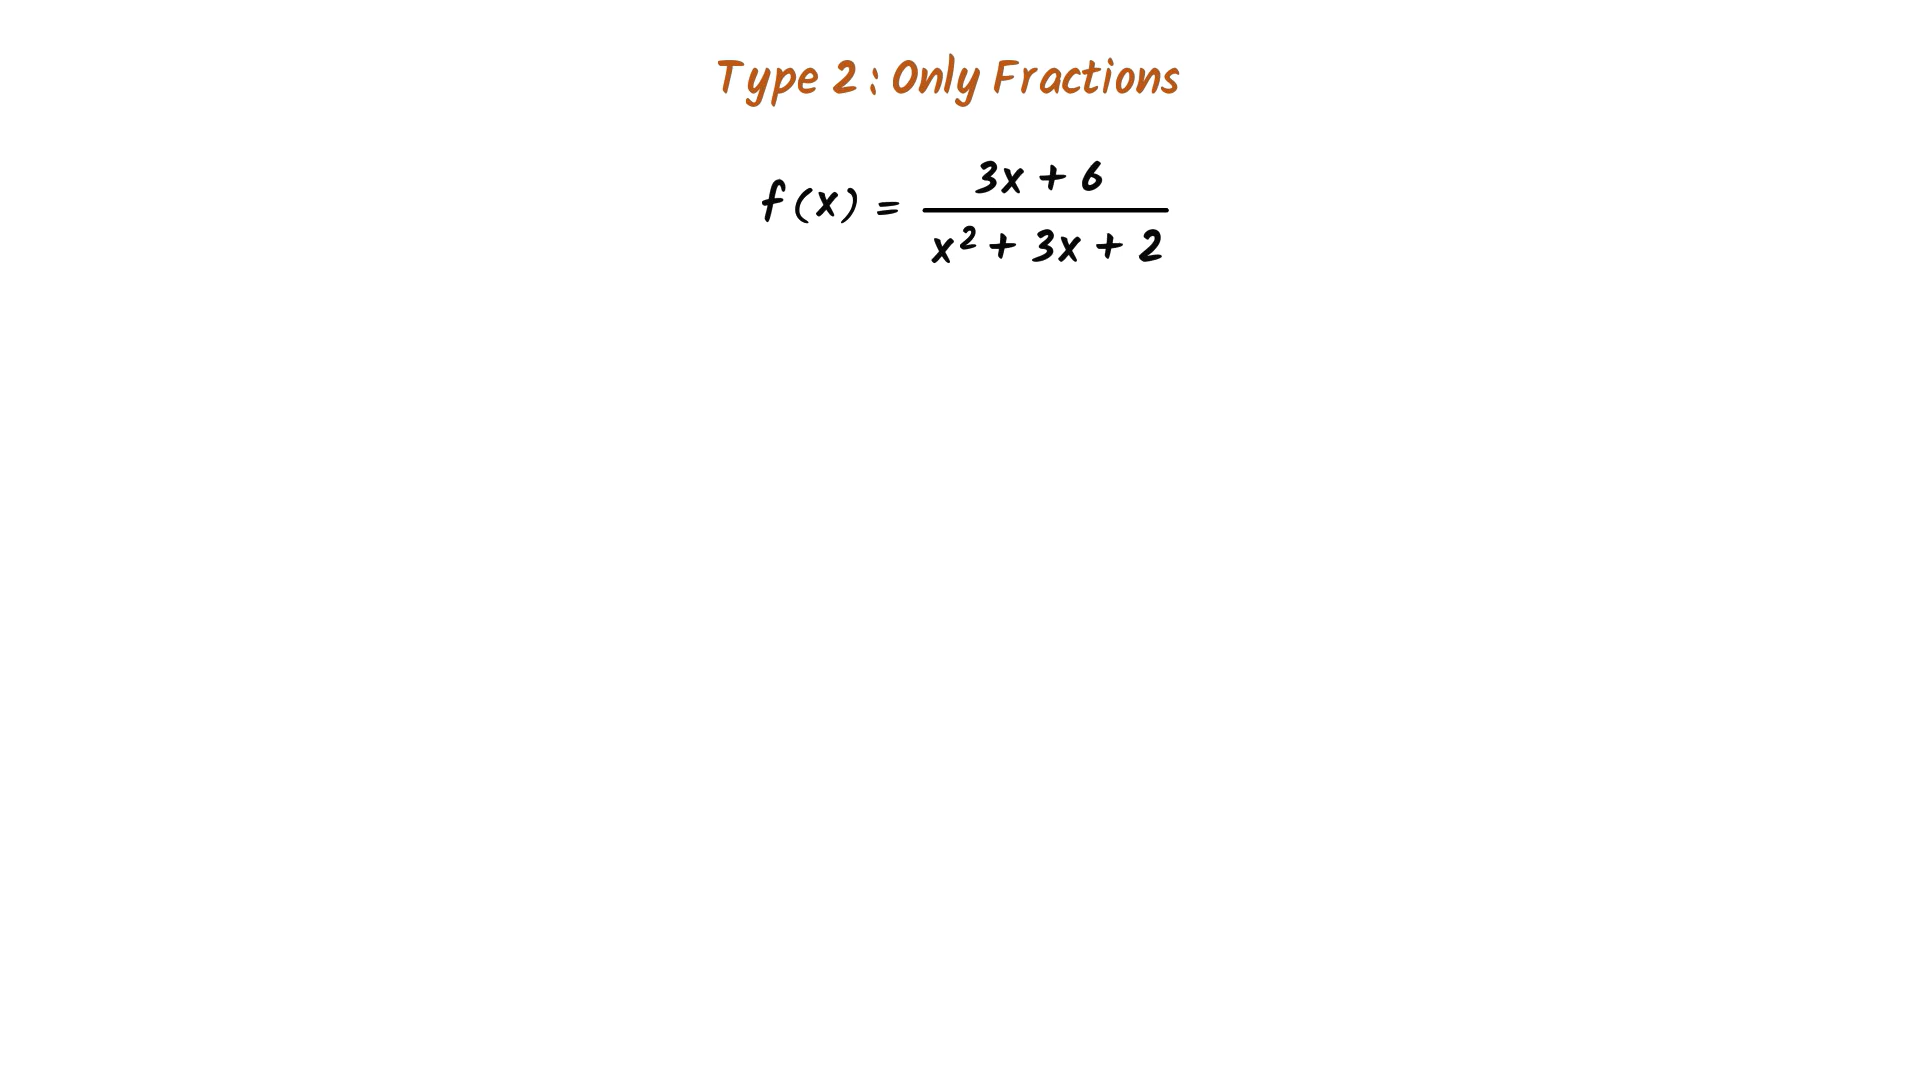 Type 2 : Only Fractions
f(x) = 3x + 6
x² + 3x + 2